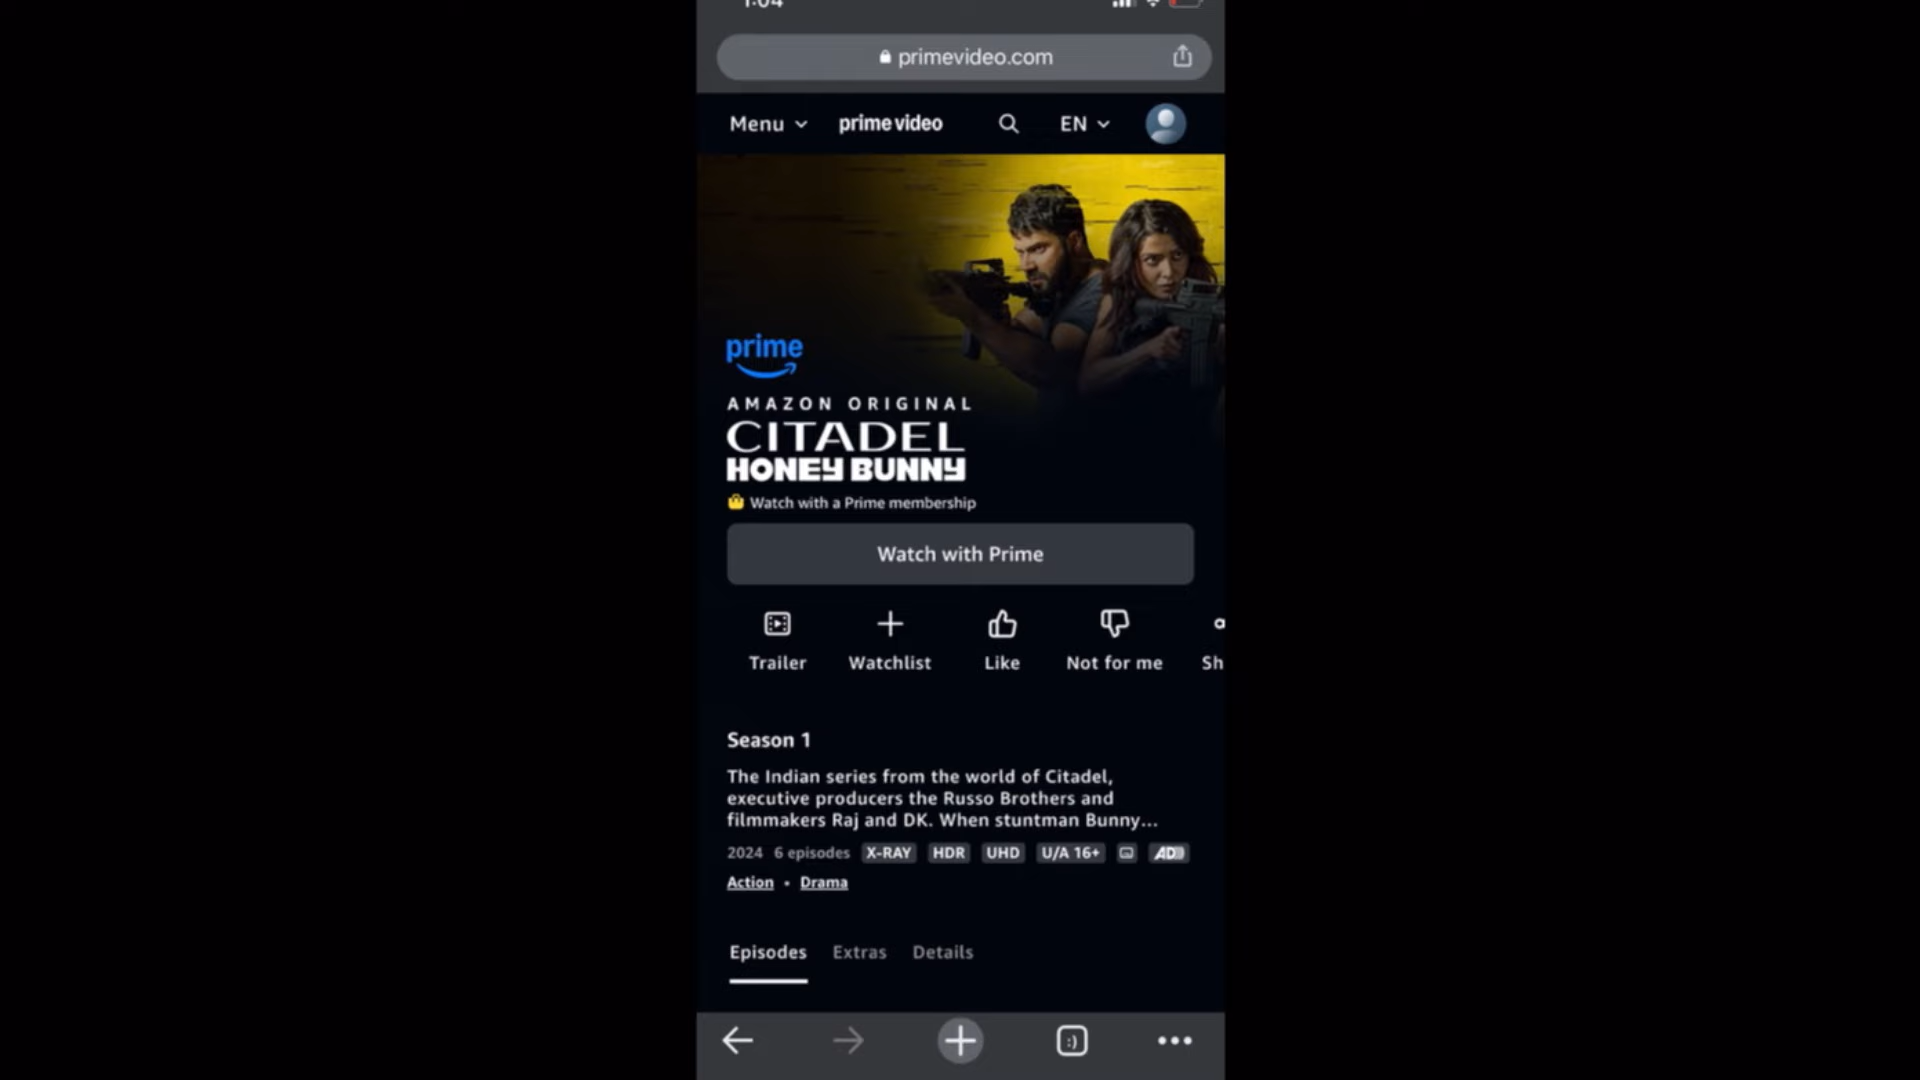 1:04
primevideo.com
Menu prime video EN
prime
AMAZON ORIGINAL
CITADEL
HONEY BUNNY
Watch with a Prime membership
Watch with Prime
Trailer Watchlist Like Not for me Sh
Season 1
The Indian series from the world of Citadel,
executive producers the Russo Brothers and
filmmakers Raj and DK. When stuntman Bunny...
2024 6 episodes X-RAY HDR UHD U/A 16+ AD
Action • Drama
Episodes Extras Details
:)